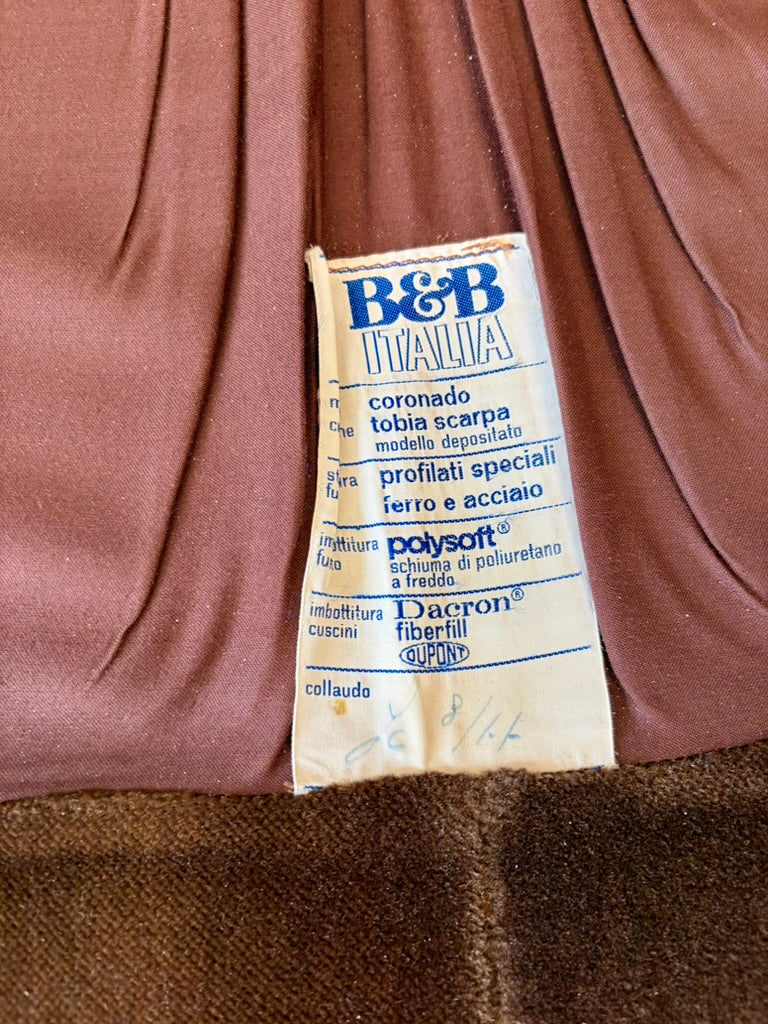 B&B
ITALIA
coronado
tobia scarpa
modello depositato
profilati speciali
ferro e acciaio
polysoft®
schiuma di poliuretano
a freddo
imbottitura Dacron®
cuscini fiberfill
DUPONT
collaudo